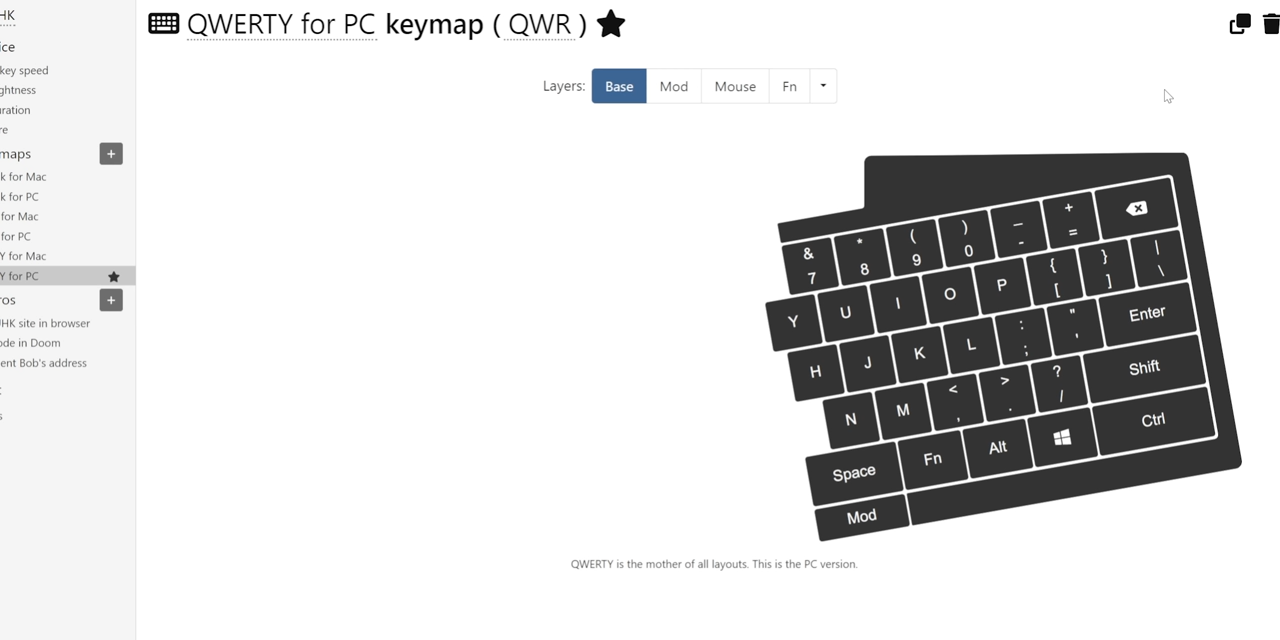 HK
QWERTY for PC keymap ( QWR )
ice
key speed
ghtness
uration
re
maps +
k for Mac
k for PC
for Mac
for PC
Y for Mac
Y for PC
ros +
HK site in browser
ode in Doom
ent Bob's address
Layers: Base Mod Mouse Fn
& 7 * 8 ( 9 ) 0 _ - + =
Y U I O P { [ } ] | \
H J K L : ; " ' Enter
N M < , > . ? / Shift
Space Fn Alt Ctrl
Mod
QWERTY is the mother of all layouts. This is the PC version.